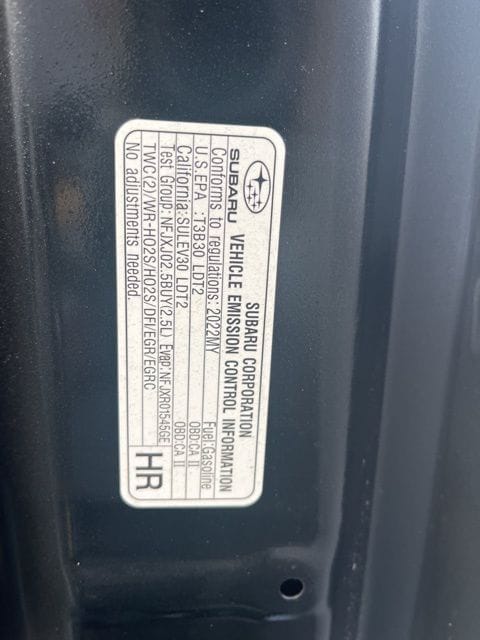 SUBARU CORPORATION
SUBARU VEHICLE EMISSION CONTROL INFORMATION
Conforms to regulations: 2022MY Fuel:Gasoline
U.S.EPA :T3B30 LDT2 OBD:CA II
California:SULEV30 LDT2 OBD:CA II
Test Group:NFJXJ02.5BUY(2.5L) Evap:NFJXR01545GE
TWC(2)/WR-HO2S/HO2S/DFI/EGR/EGRC
No adjustments needed.
HR